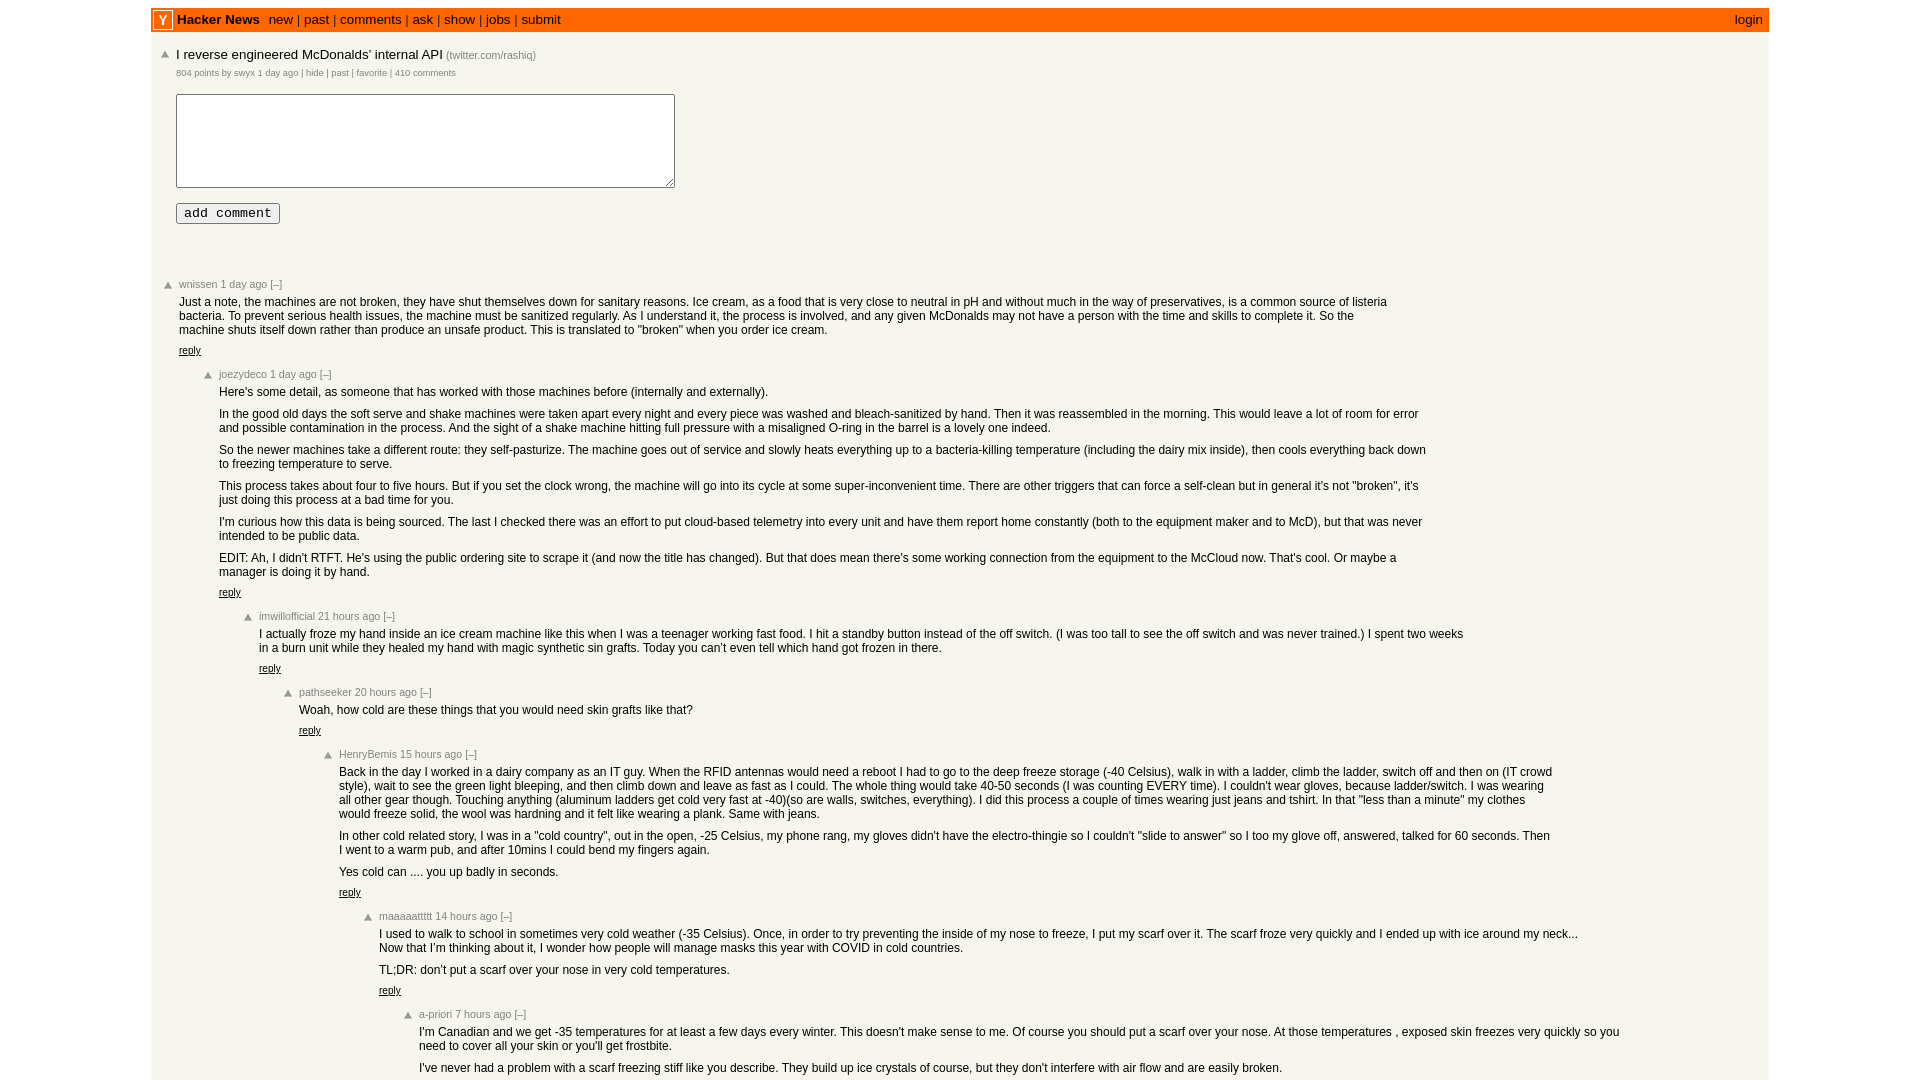 Y Hacker News new | past | comments | ask | show | jobs | submit login
I reverse engineered McDonalds' internal API (twitter.com/rashiq)
804 points by swyx 1 day ago | hide | past | favorite | 410 comments
add comment
wnissen 1 day ago [–]
Just a note, the machines are not broken, they have shut themselves down for sanitary reasons. Ice cream, as a food that is very close to neutral in pH and without much in the way of preservatives, is a common source of listeria
bacteria. To prevent serious health issues, the machine must be sanitized regularly. As I understand it, the process is involved, and any given McDonalds may not have a person with the time and skills to complete it. So the
machine shuts itself down rather than produce an unsafe product. This is translated to "broken" when you order ice cream.
reply
joezydeco 1 day ago [–]
Here's some detail, as someone that has worked with those machines before (internally and externally).
In the good old days the soft serve and shake machines were taken apart every night and every piece was washed and bleach-sanitized by hand. Then it was reassembled in the morning. This would leave a lot of room for error
and possible contamination in the process. And the sight of a shake machine hitting full pressure with a misaligned O-ring in the barrel is a lovely one indeed.
So the newer machines take a different route: they self-pasturize. The machine goes out of service and slowly heats everything up to a bacteria-killing temperature (including the dairy mix inside), then cools everything back down
to freezing temperature to serve.
This process takes about four to five hours. But if you set the clock wrong, the machine will go into its cycle at some super-inconvenient time. There are other triggers that can force a self-clean but in general it's not "broken", it's
just doing this process at a bad time for you.
I'm curious how this data is being sourced. The last I checked there was an effort to put cloud-based telemetry into every unit and have them report home constantly (both to the equipment maker and to McD), but that was never
intended to be public data.
EDIT: Ah, I didn't RTFT. He's using the public ordering site to scrape it (and now the title has changed). But that does mean there's some working connection from the equipment to the McCloud now. That's cool. Or maybe a
manager is doing it by hand.
reply
imwillofficial 21 hours ago [–]
I actually froze my hand inside an ice cream machine like this when I was a teenager working fast food. I hit a standby button instead of the off switch. (I was too tall to see the off switch and was never trained.) I spent two weeks
in a burn unit while they healed my hand with magic synthetic sin grafts. Today you can’t even tell which hand got frozen in there.
reply
pathseeker 20 hours ago [–]
Woah, how cold are these things that you would need skin grafts like that?
reply
HenryBemis 15 hours ago [–]
Back in the day I worked in a dairy company as an IT guy. When the RFID antennas would need a reboot I had to go to the deep freeze storage (-40 Celsius), walk in with a ladder, climb the ladder, switch off and then on (IT crowd
style), wait to see the green light bleeping, and then climb down and leave as fast as I could. The whole thing would take 40-50 seconds (I was counting EVERY time). I couldn't wear gloves, because ladder/switch. I was wearing
all other gear though. Touching anything (aluminum ladders get cold very fast at -40)(so are walls, switches, everything). I did this process a couple of times wearing just jeans and tshirt. In that "less than a minute" my clothes
would freeze solid, the wool was hardning and it felt like wearing a plank. Same with jeans.
In other cold related story, I was in a "cold country", out in the open, -25 Celsius, my phone rang, my gloves didn't have the electro-thingie so I couldn't "slide to answer" so I too my glove off, answered, talked for 60 seconds. Then
I went to a warm pub, and after 10mins I could bend my fingers again.
Yes cold can .... you up badly in seconds.
reply
maaaaattttt 14 hours ago [–]
I used to walk to school in sometimes very cold weather (-35 Celsius). Once, in order to try preventing the inside of my nose to freeze, I put my scarf over it. The scarf froze very quickly and I ended up with ice around my neck...
Now that I’m thinking about it, I wonder how people will manage masks this year with COVID in cold countries.
TL;DR: don’t put a scarf over your nose in very cold temperatures.
reply
a-priori 7 hours ago [–]
I'm Canadian and we get -35 temperatures for at least a few days every winter. This doesn't make sense to me. Of course you should put a scarf over your nose. At those temperatures , exposed skin freezes very quickly so you
need to cover all your skin or you'll get frostbite.
I've never had a problem with a scarf freezing stiff like you describe. They build up ice crystals of course, but they don't interfere with air flow and are easily broken.